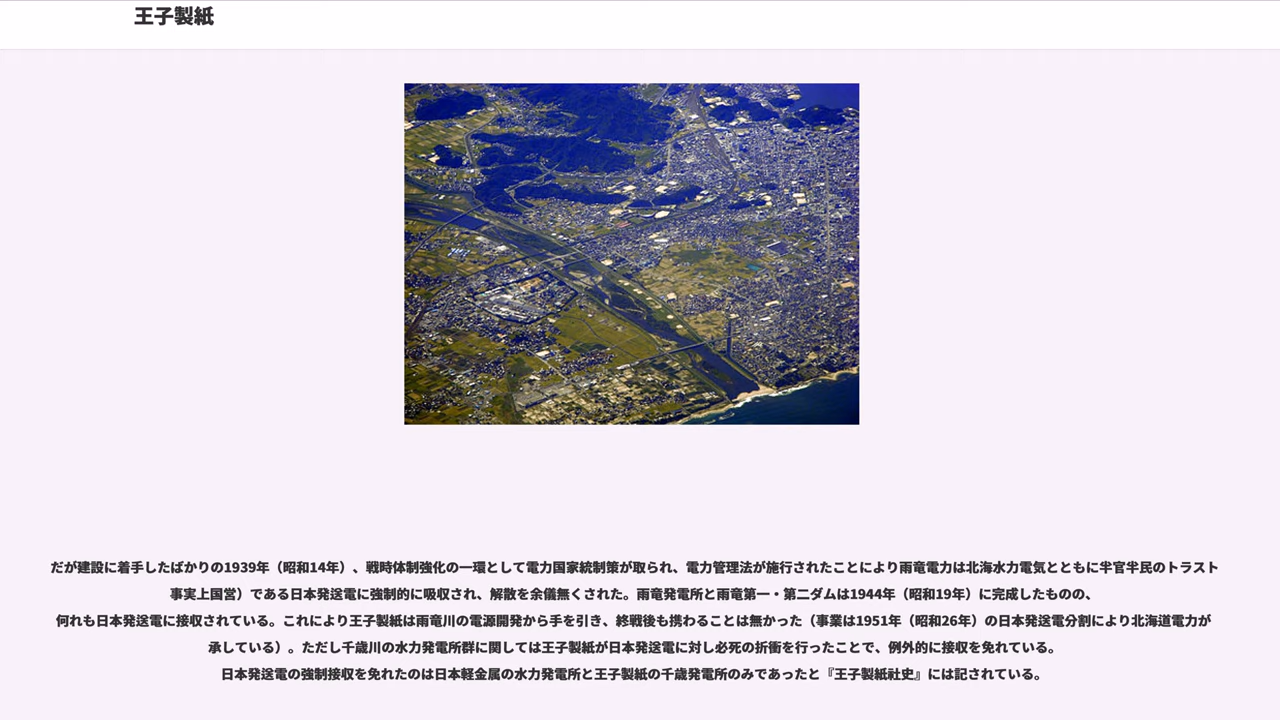 王子製紙
だが建設に着手したばかりの1939年（昭和14年）、戦時体制強化の一環として電力国家統制策が取られ、電力管理法が施行されたことにより雨竜電力は北海水力電気とともに半官半民のトラスト
事実上国営）である日本発送電に強制的に吸収され、解散を余儀無くされた。雨竜発電所と雨竜第一・第二ダムは1944年（昭和19年）に完成したものの、
何れも日本発送電に接収されている。これにより王子製紙は雨竜川の電源開発から手を引き、終戦後も携わることは無かった（事業は1951年（昭和26年）の日本発送電分割により北海道電力が
承している）。ただし千歳川の水力発電所群に関しては王子製紙が日本発送電に対し必死の折衝を行ったことで、例外的に接収を免れている。
日本発送電の強制接収を免れたのは日本軽金属の水力発電所と王子製紙の千歳発電所のみであったと『王子製紙社史』には記されている。